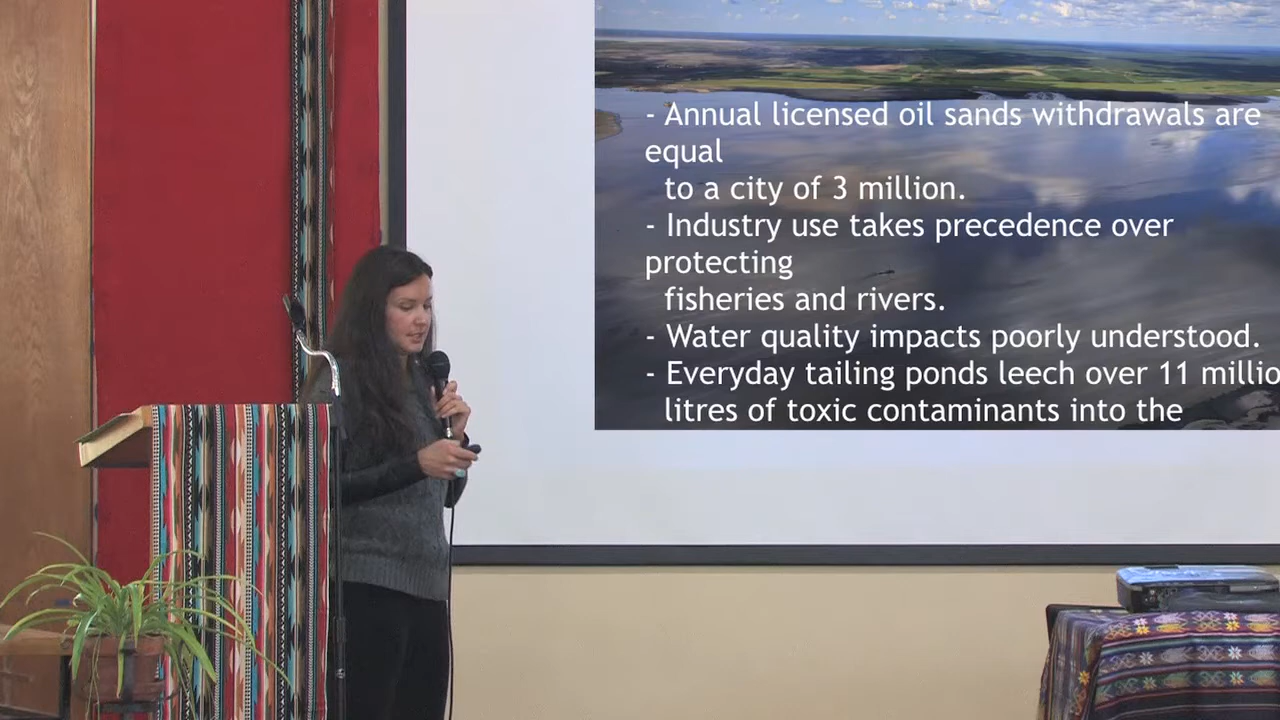 - Annual licensed oil sands withdrawals are
equal
to a city of 3 million.
- Industry use takes precedence over
protecting
fisheries and rivers.
- Water quality impacts poorly understood.
- Everyday tailing ponds leech over 11 millio
litres of toxic contaminants into the